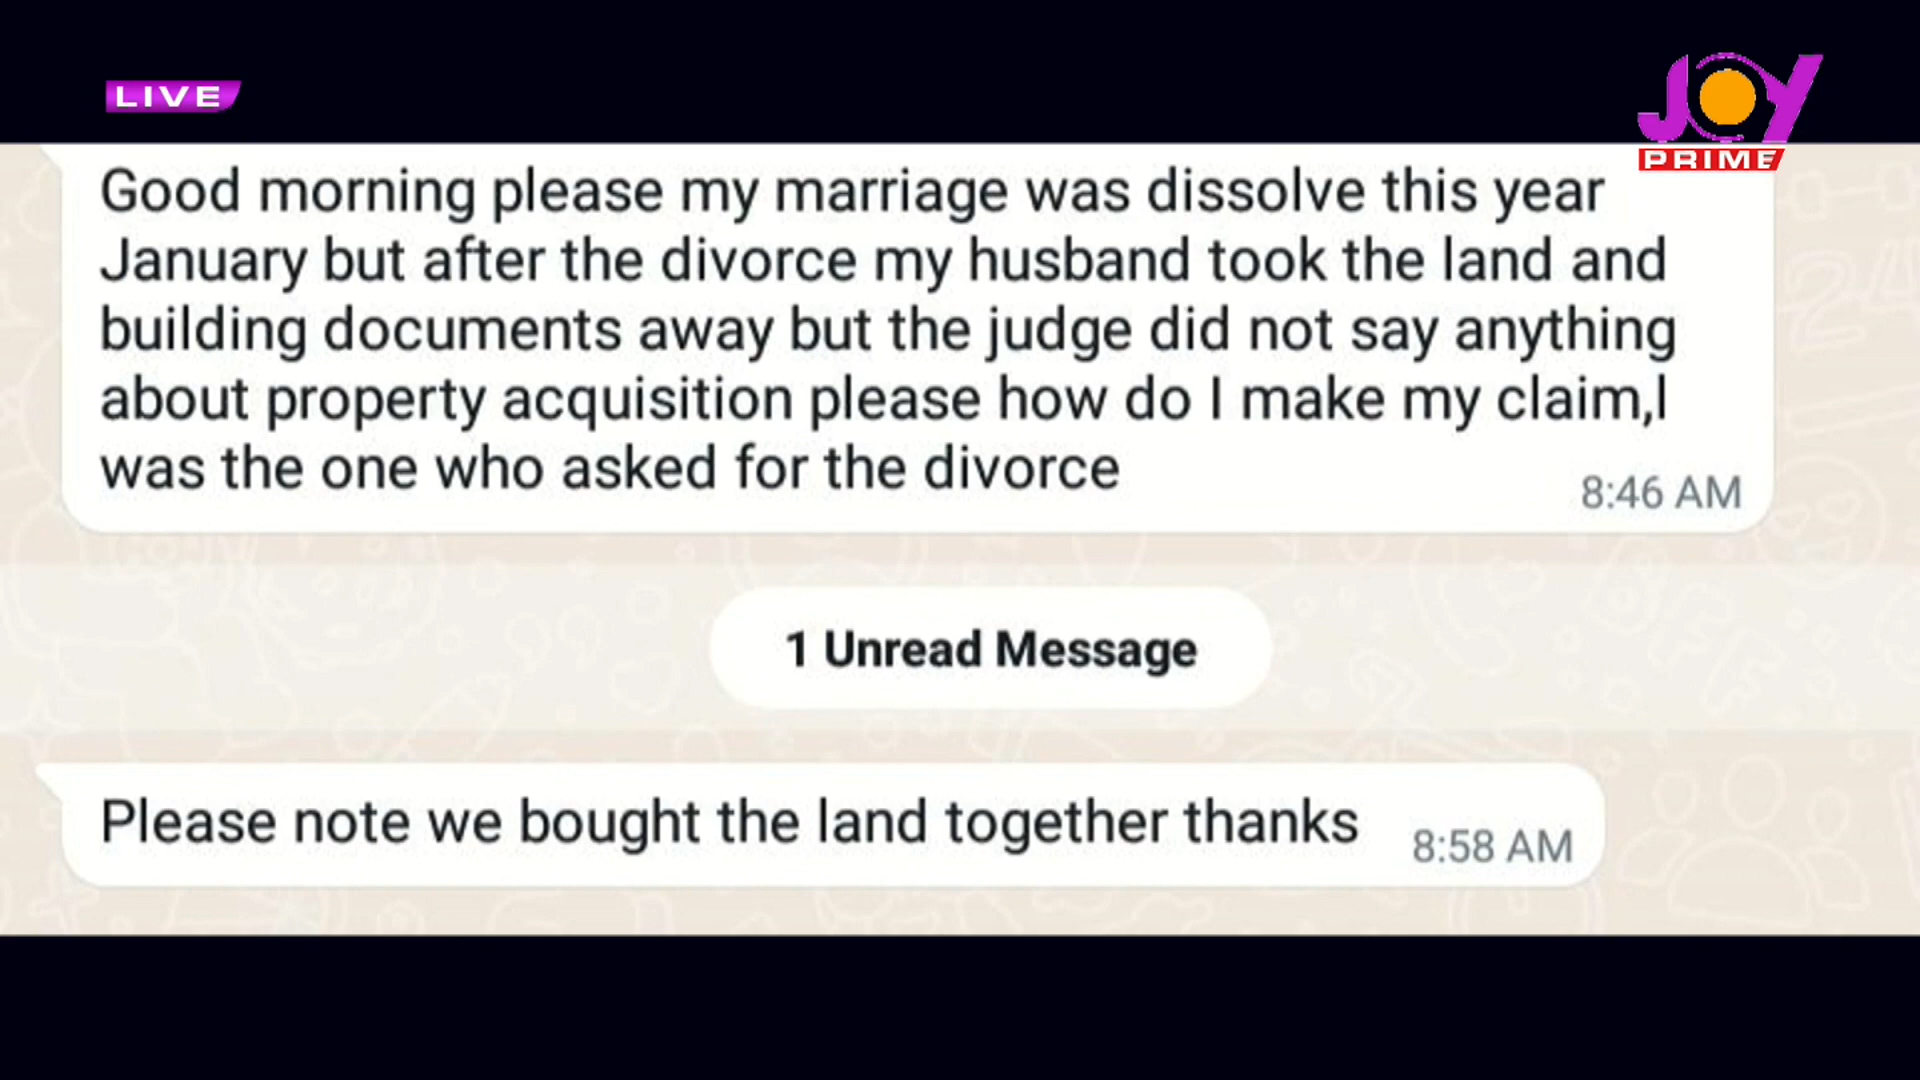 LIVE
JOY
PRIME
Good morning please my marriage was dissolve this year
January but after the divorce my husband took the land and
building documents away but the judge did not say anything
about property acquisition please how do I make my claim,I
was the one who asked for the divorce
8:46 AM
1 Unread Message
Please note we bought the land together thanks
8:58 AM